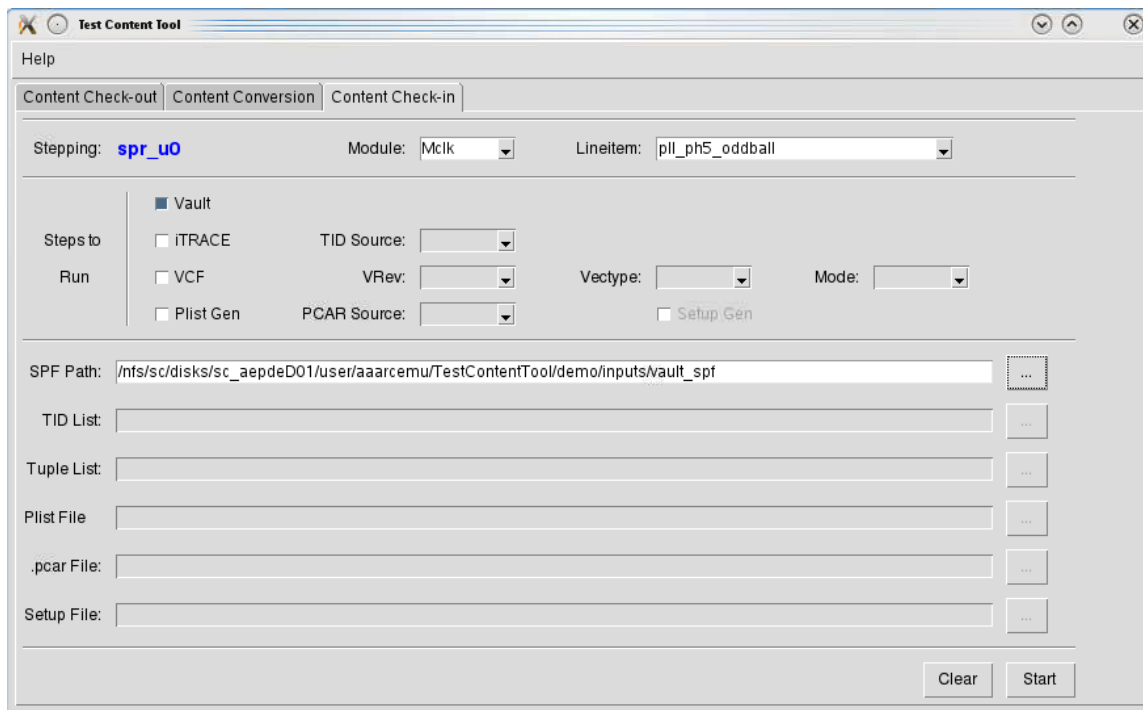 Test Content Tool
Help
Content Check-out Content Conversion Content Check-in
Stepping: spr_u0 Module: Mclk Lineitem: pll_ph5_oddball
Vault
Steps to iTRACE TID Source:
Run VCF VRev: Vectype: Mode:
Plist Gen PCAR Source: Setup Gen
SPF Path: /nfs/sc/disks/sc_aepdeD01/user/aaarcemu/TestContentTool/demo/inputs/vault_spf ...
TID List: ...
Tuple List: ...
Plist File ...
.pcar File: ...
Setup File: ...
Clear Start